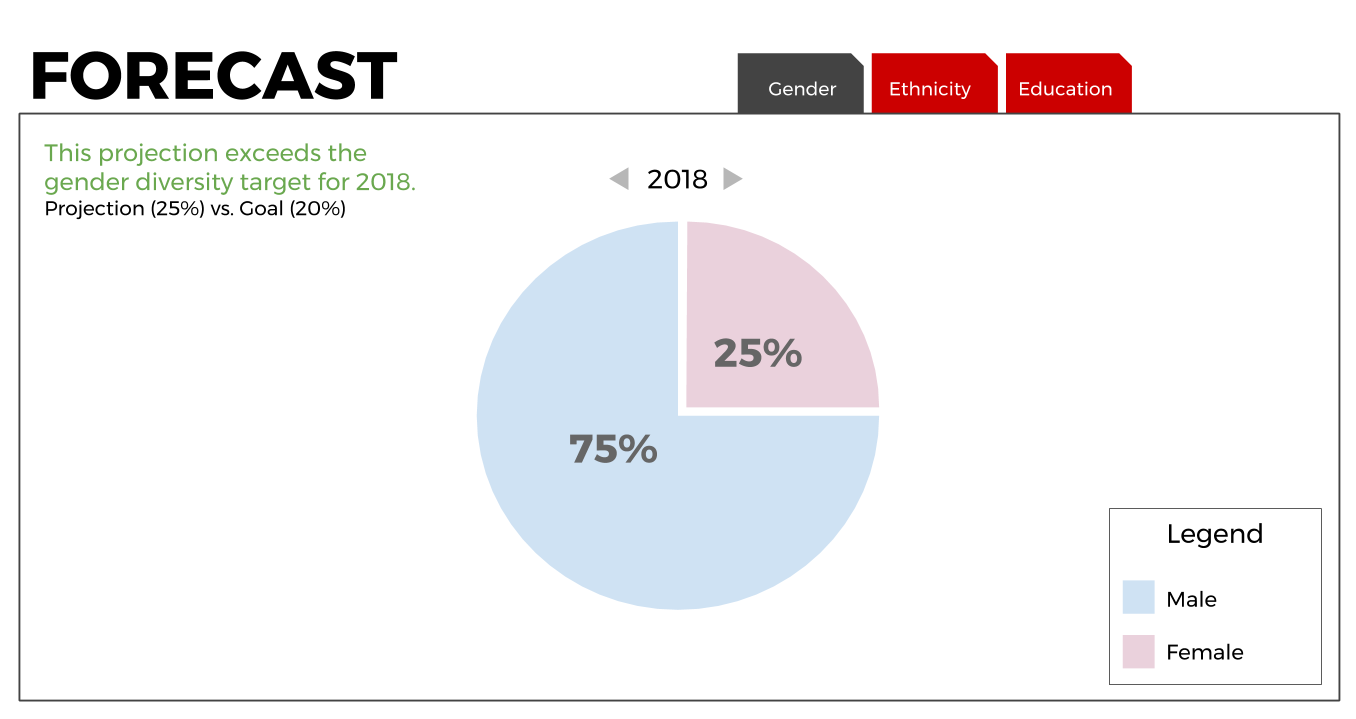 FORECAST
Gender
Ethnicity
Education
This projection exceeds the
gender diversity target for 2018.
Projection (25%) vs. Goal (20%)
2018
25%
75%
Legend
Male
Female